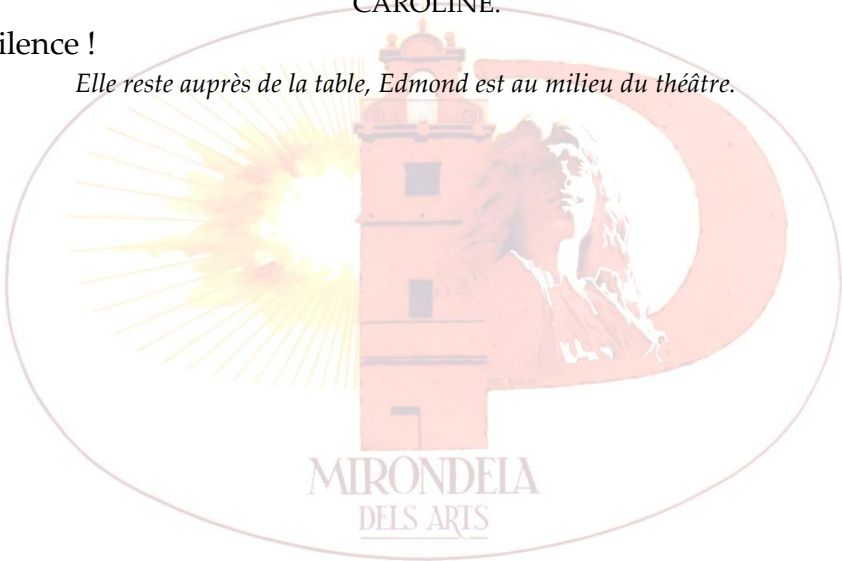 CAROLINE.
ilence !
Elle reste auprès de la table, Edmond est au milieu du théâtre.
MIRONDELA
DELS ARTS